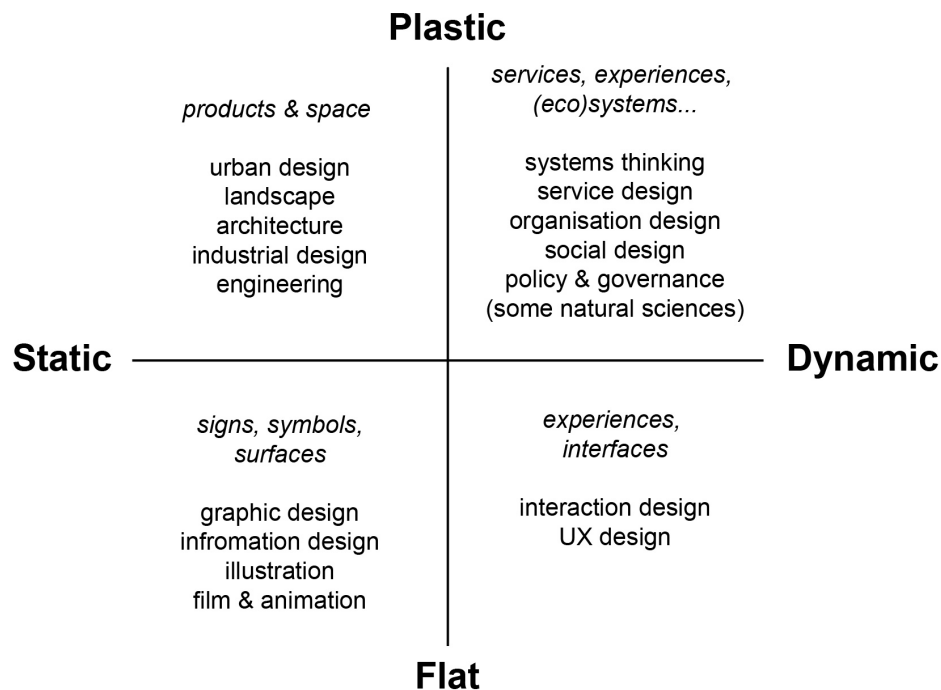 Plastic
products & space
urban design
landscape
architecture
industrial design
engineering
services, experiences,
(eco)systems...
systems thinking
service design
organisation design
social design
policy & governance
(some natural sciences)
Static
Dynamic
signs, symbols,
surfaces
graphic design
infromation design
illustration
film & animation
experiences,
interfaces
interaction design
UX design
Flat